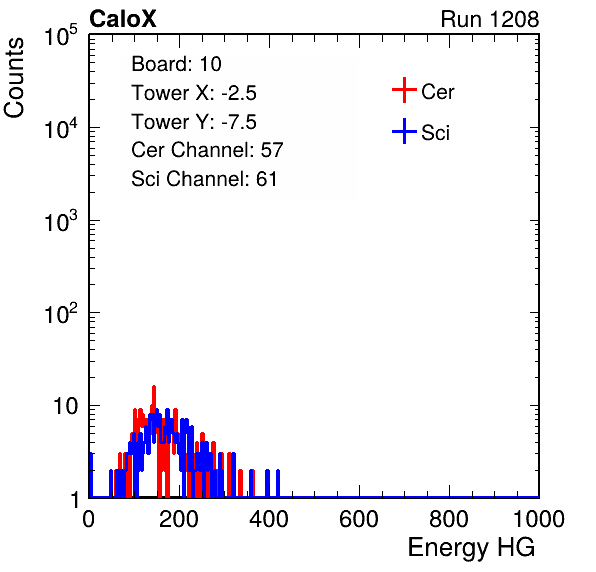 CaloX Run 1208
Counts
10^5
10^4
10^3
10^2
10
1
Board: 10
Tower X: -2.5
Tower Y: -7.5
Cer Channel: 57
Sci Channel: 61
Cer
Sci
0 200 400 600 800 1000
Energy HG